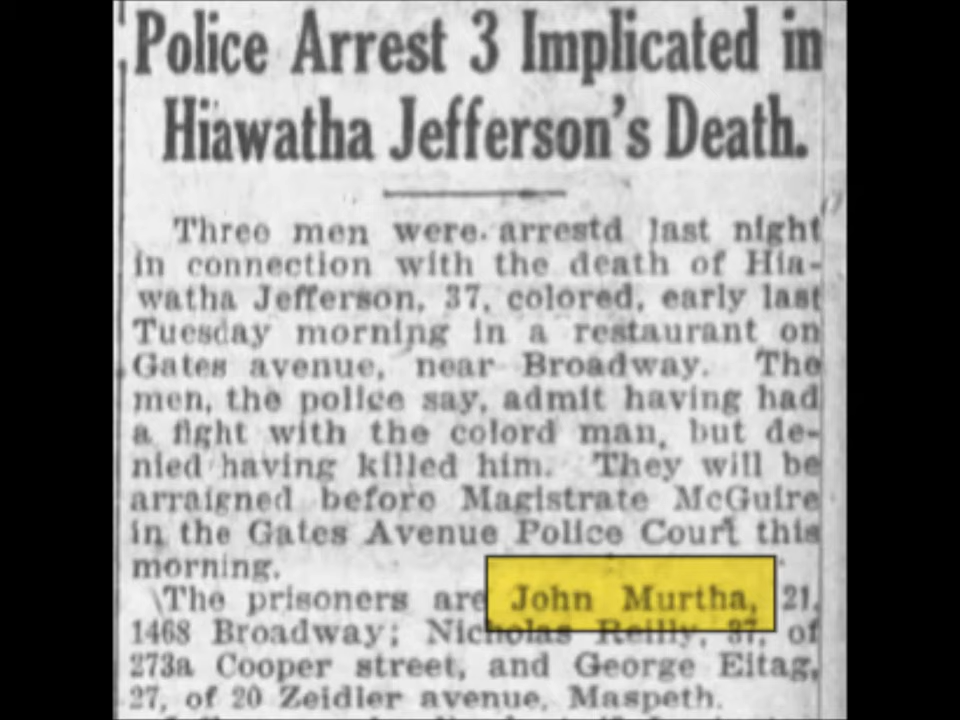 Police Arrest 3 Implicated in
Hiawatha Jefferson's Death.
Three men were arrestd last night
in connection with the death of Hia-
watha Jefferson, 37, colored, early last
Tuesday morning in a restaurant on
Gates avenue, near Broadway. The
men, the police say, admit having had
a fight with the colord man, but de-
nied having killed him. They will be
arraigned before Magistrate McGuire
in the Gates Avenue Police Court this
morning.
The prisoners are John Murtha, 21,
1468 Broadway; Nicholas Reilly, 37, of
273a Cooper street, and George Eitag,
27, of 20 Zeidler avenue, Maspeth.